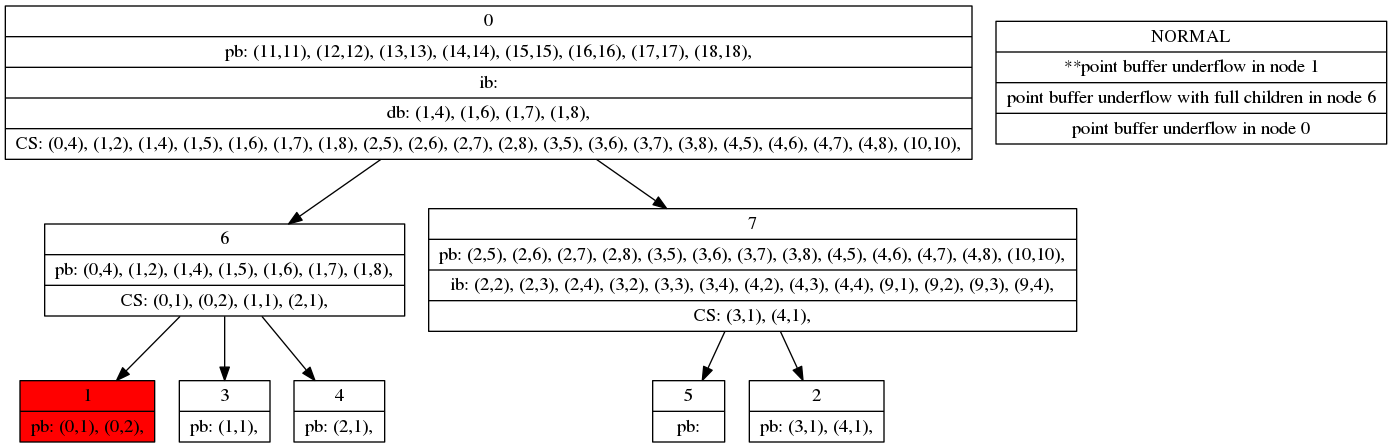 0
pb: (11,11), (12,12), (13,13), (14,14), (15,15), (16,16), (17,17), (18,18),
ib:
db: (1,4), (1,6), (1,7), (1,8),
CS: (0,4), (1,2), (1,4), (1,5), (1,6), (1,7), (1,8), (2,5), (2,6), (2,7), (2,8), (3,5), (3,6), (3,7), (3,8), (4,5), (4,6), (4,7), (4,8), (10,10),
NORMAL
**point buffer underflow in node 1
point buffer underflow with full children in node 6
point buffer underflow in node 0
6
pb: (0,4), (1,2), (1,4), (1,5), (1,6), (1,7), (1,8),
CS: (0,1), (0,2), (1,1), (2,1),
7
pb: (2,5), (2,6), (2,7), (2,8), (3,5), (3,6), (3,7), (3,8), (4,5), (4,6), (4,7), (4,8), (10,10),
ib: (2,2), (2,3), (2,4), (3,2), (3,3), (3,4), (4,2), (4,3), (4,4), (9,1), (9,2), (9,3), (9,4),
CS: (3,1), (4,1),
1
pb: (0,1), (0,2),
3
pb: (1,1),
4
pb: (2,1),
5
pb:
2
pb: (3,1), (4,1),